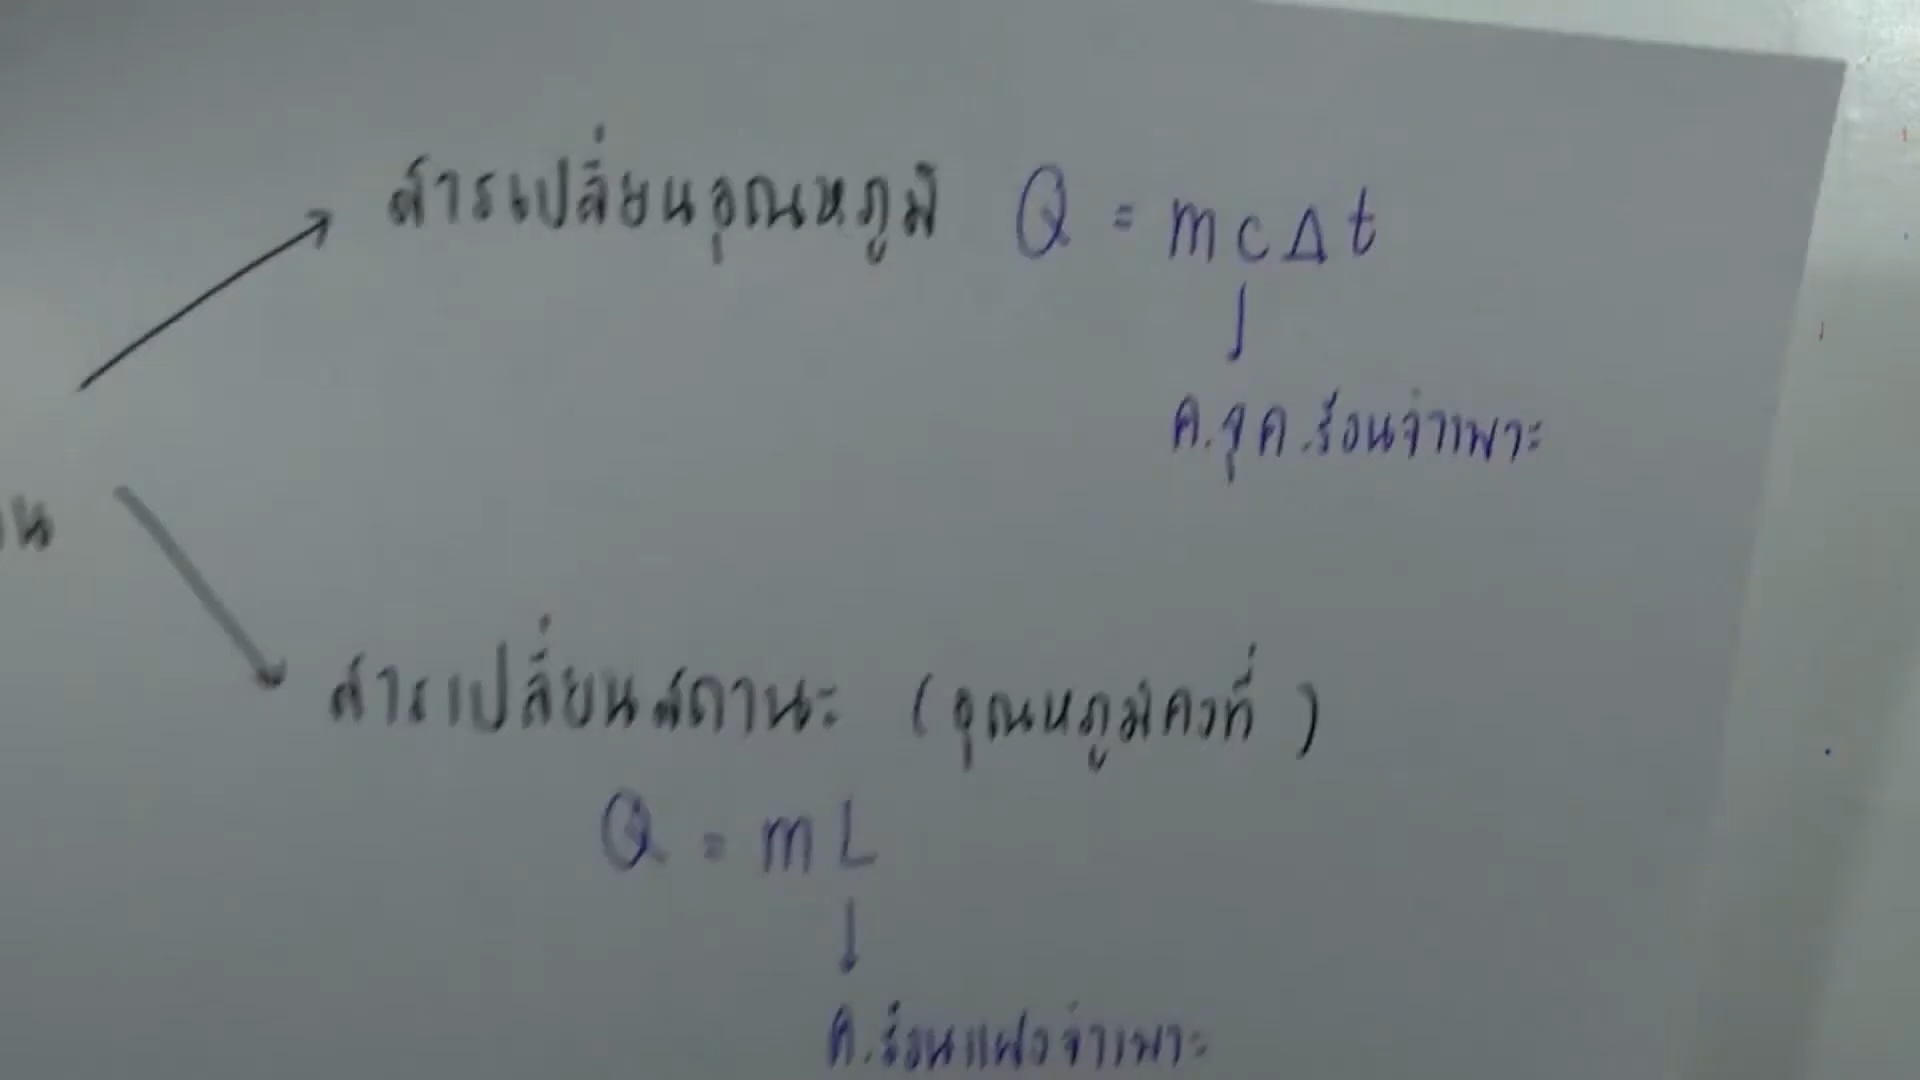 สารเปลี่ยนอุณหภูมิ Q = mcΔt
ค.จุค.ร้อนจำเพาะ
สารเปลี่ยนสถานะ (อุณหภูมิคงที่)
Q = mL
ค.ร้อนแฝงจำเพาะ